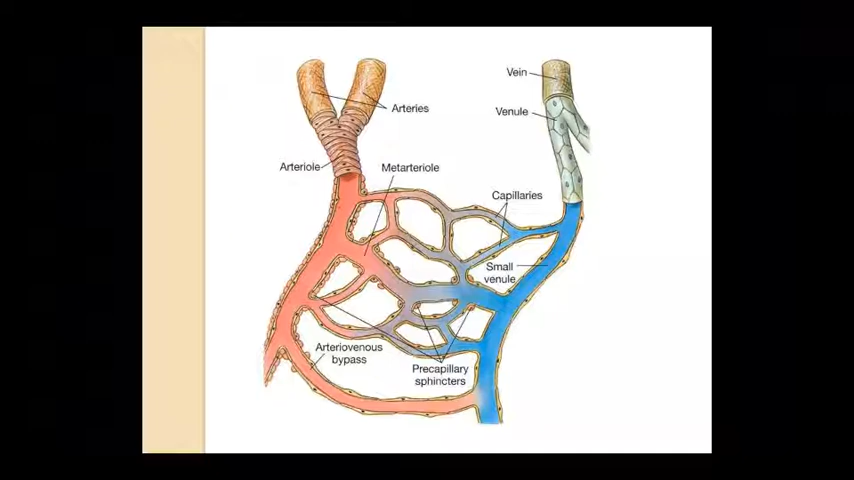 Vein
Arteries
Venule
Arteriole
Metarteriole
Capillaries
Small
venule
Arteriovenous
bypass
Precapillary
sphincters